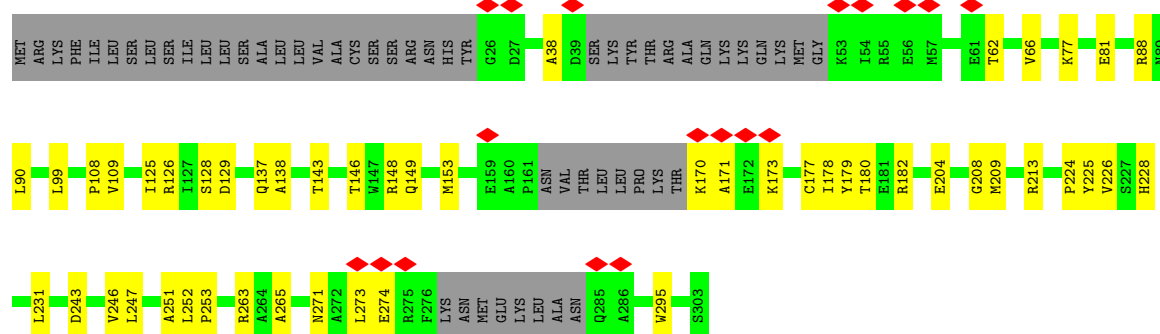 MET ARG LYS PHE ILE LEU SER LEU SER ILE LEU LEU SER ALA LEU LEU VAL ALA CYS SER SER ARG ASN HIS TYR G26 D27 A38 D39 SER LYS TYR THR ARG ALA GLN LYS LYS GLN LYS MET GLY K53 I54 R55 E56 M57 E61 T62 V66 K77 E81 R88
L90 L99 P108 V109 I125 R126 I127 S128 D129 Q137 A138 T143 T146 W147 R148 Q149 M153 E159 A160 P161 ASN VAL THR LEU LEU PRO LYS THR K170 A171 E172 K173 C177 I178 Y179 T180 E181 R182 E204 G208 M209 R213 P224 Y225 V226 S227 H228
L231 D243 V246 L247 A251 L252 P253 R263 A264 A265 N271 A272 L273 E274 R275 F276 LYS ASN MET GLU LYS LEU ALA ASN Q285 A286 W295 S303